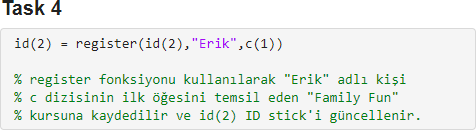 Task 4
id(2) = register(id(2),"Erik",c(1))
% register fonksiyonu kullanılarak "Erik" adlı kişi
% c dizisinin ilk öğesini temsil eden "Family Fun"
% kursuna kaydedilir ve id(2) ID stick'i güncellenir.